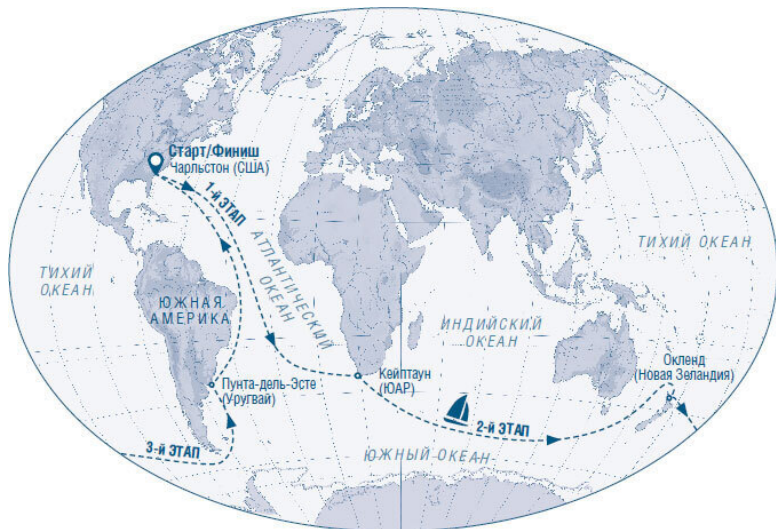 Старт/Финиш
Чарльстон (США)
1-й ЭТАП
АТЛАНТИЧЕСКИЙ
ОКЕАН
ТИХИЙ
ОКЕАН
ЮЖНАЯ
АМЕРИКА
ТИХИЙ ОКЕАН
ИНДИЙСКИЙ
ОКЕАН
Окленд
(Новая Зеландия)
Кейптаун
(ЮАР)
Пунта-дель-Эсте
(Уругвай)
2-й ЭТАП
3-й ЭТАП
ЮЖНЫЙ ОКЕАН